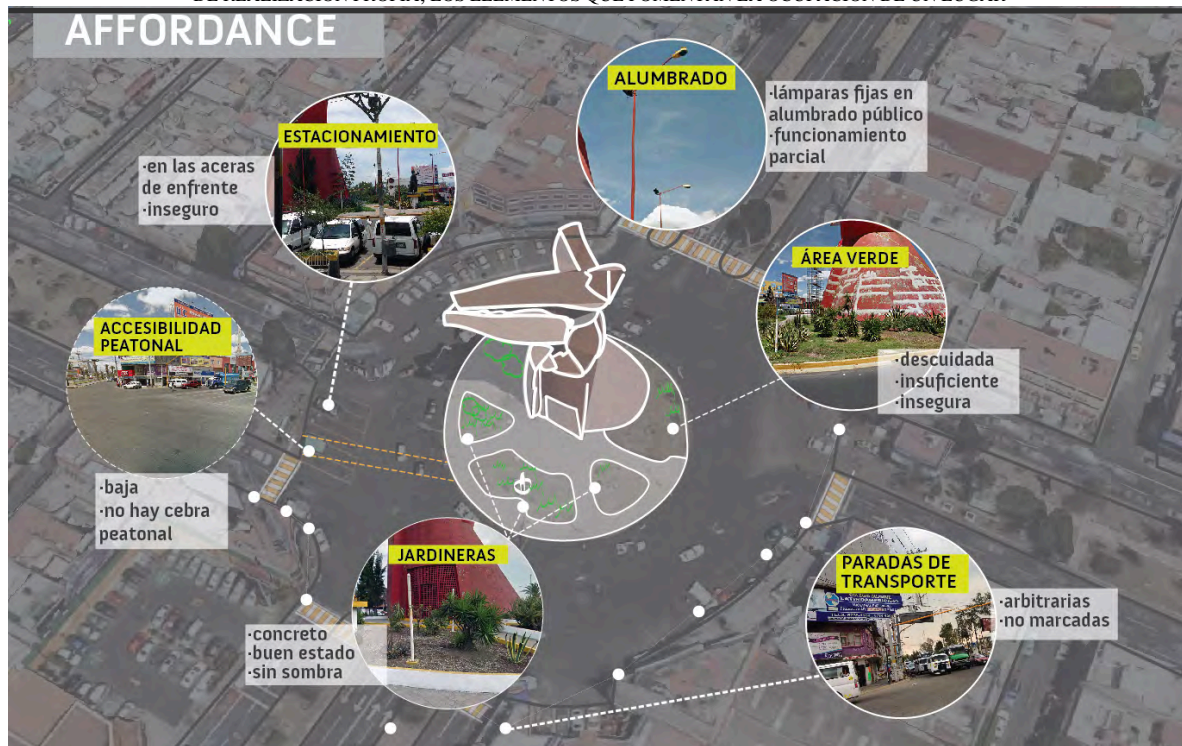 AFFORDANCE
ESTACIONAMIENTO
·en las aceras
de enfrente
·inseguro
ALUMBRADO
·lámparas fijas en
alumbrado público
·funcionamiento
parcial
ÁREA VERDE
·descuidada
·insuficiente
·insegura
ACCESIBILIDAD
PEATONAL
·baja
·no hay cebra
peatonal
JARDINERAS
·concreto
·buen estado
·sin sombra
PARADAS DE
TRANSPORTE
·arbitrarias
·no marcadas